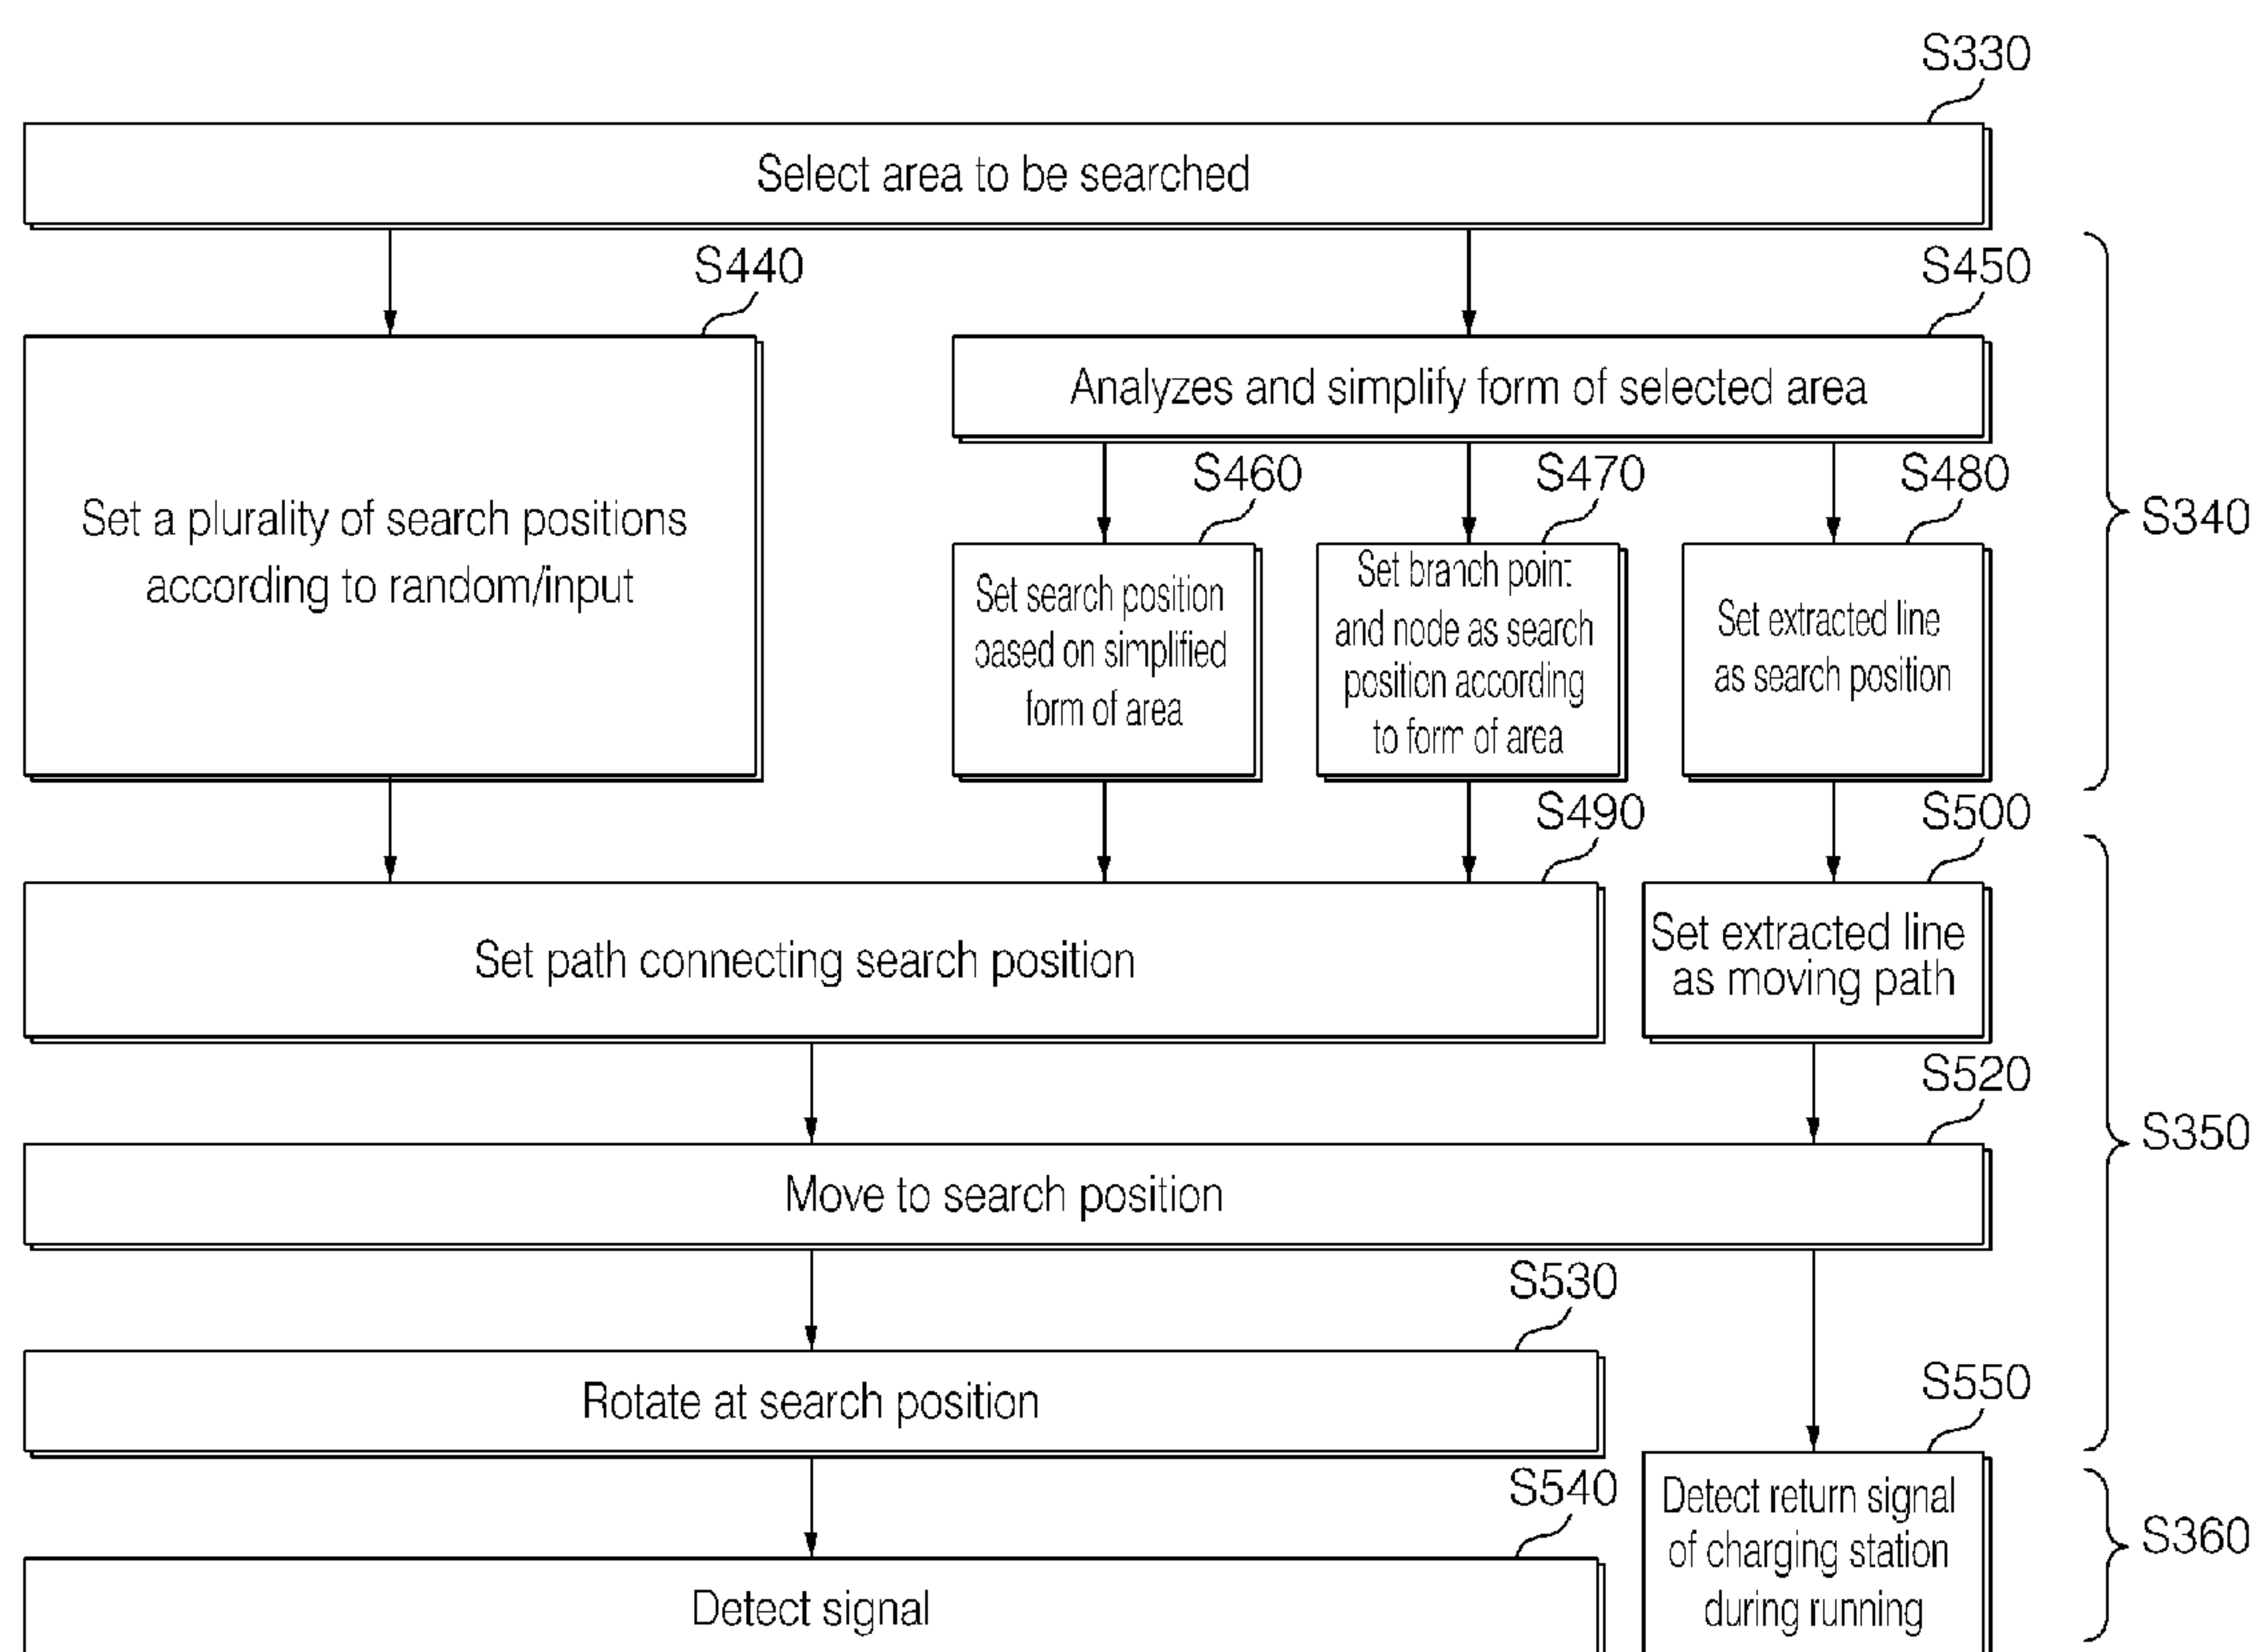 S330
Select area to be searched
S440
S450
Set a plurality of search positions
according to random/input
Analyzes and simplify form of selected area
S460
S470
S480
S340
Set search position
based on simplified
form of area
Set branch point
and node as search
position according
to form of area
Set extracted line
as search position
S490
S500
Set path connecting search position
Set extracted line
as moving path
S520
S350
Move to search position
S530
Rotate at search position
S550
S540
Detect signal
Detect return signal
of charging station
during running
S360